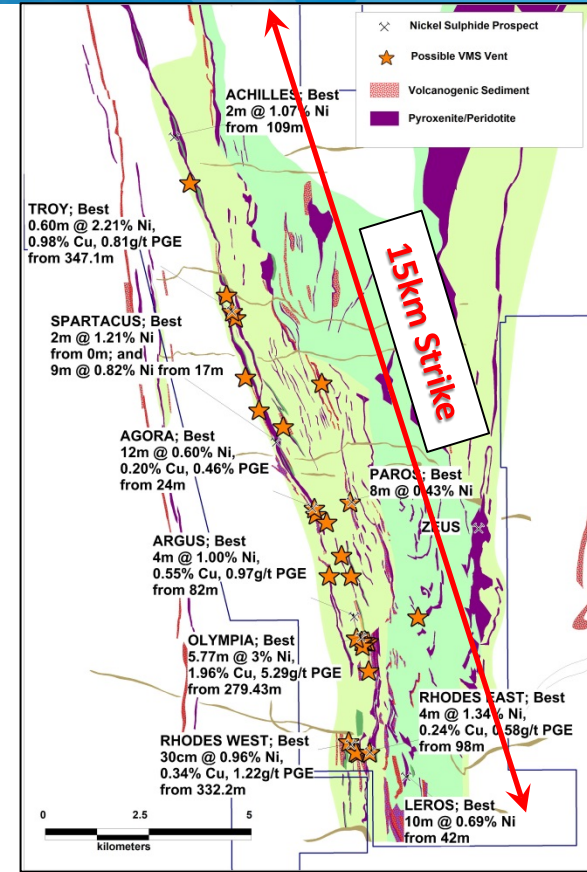 Nickel Sulphide Prospect
Possible VMS Vent
Volcanogenic Sediment
Pyroxenite/Peridotite
ACHILLES; Best
2m @ 1.07% Ni
from 109m
TROY; Best
0.60m @ 2.21% Ni,
0.98% Cu, 0.81g/t PGE
from 347.1m
15km Strike
SPARTACUS; Best
2m @ 1.21% Ni
from 0m; and
9m @ 0.82% Ni from 17m
AGORA; Best
12m @ 0.60% Ni,
0.20% Cu, 0.46% PGE
from 24m
PAROS; Best
8m @ 0.43% Ni
ZEUS
ARGUS; Best
4m @ 1.00% Ni,
0.55% Cu, 0.97g/t PGE
from 82m
OLYMPIA; Best
5.77m @ 3% Ni,
1.96% Cu, 5.29g/t PGE
from 279.43m
RHODES EAST; Best
4m @ 1.34% Ni,
0.24% Cu, 0.58g/t PGE
from 98m
RHODES WEST; Best
30cm @ 0.96% Ni,
0.34% Cu, 1.22g/t PGE
from 332.2m
LEROS; Best
10m @ 0.69% Ni
from 42m
0 2.5 5
kilometers